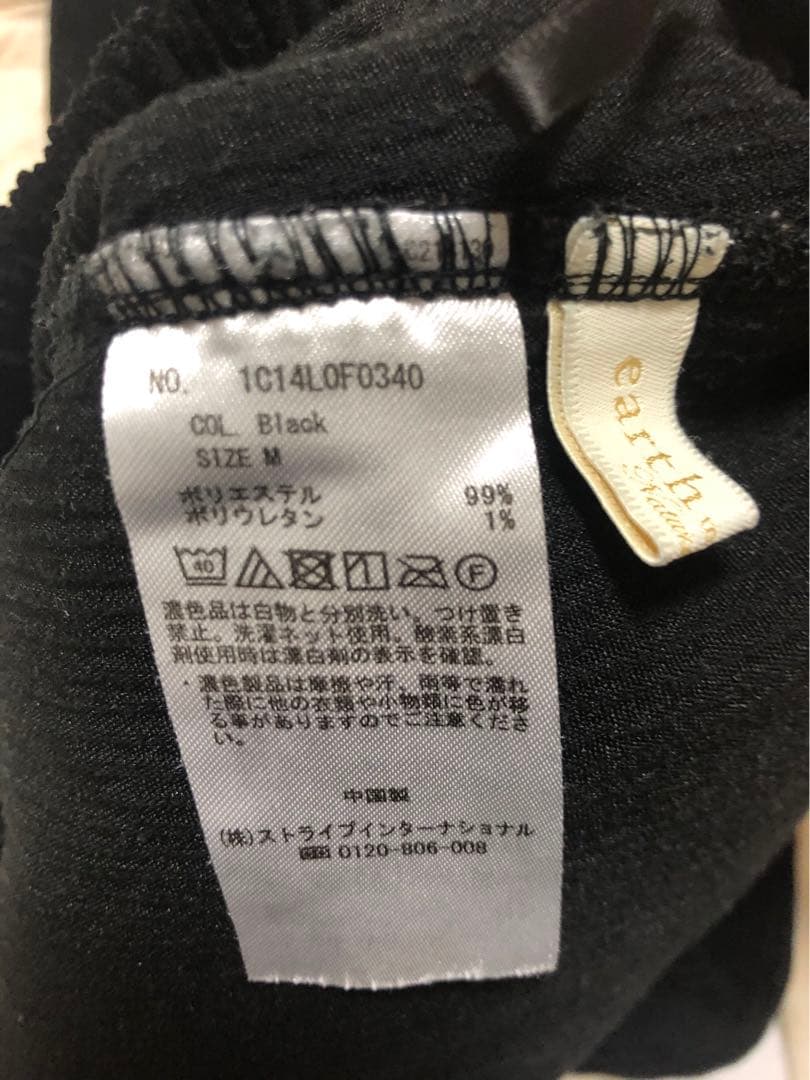 NO. 1C14L0F0340
COL. Black
SIZE M
ポリエステル 99%
ポリウレタン 1%
40 F
濃色品は白物と分別洗い。つけ置き
禁止。洗濯ネット使用。酸素系漂白
剤使用時は漂白剤の表示を確認。
・濃色製品は摩擦や汗、雨等で濡れ
た際に他の衣類や小物類に色が移
る事がありますのでご注意くださ
い。
中国製
(株)ストライプインターナショナル
0120-806-008
earth